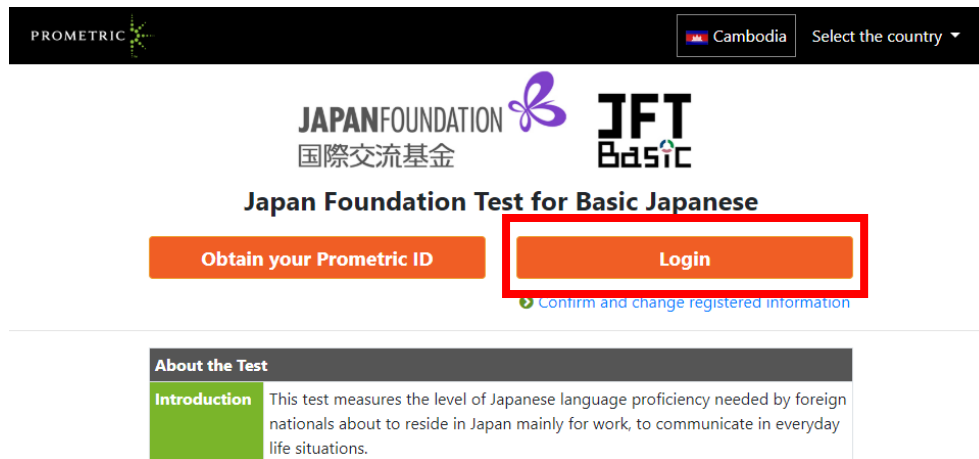 PROMETRIC
Cambodia Select the country
JAPANFOUNDATION
国際交流基金
JFT
Basic
Japan Foundation Test for Basic Japanese
Obtain your Prometric ID
Login
Confirm and change registered information
About the Test
Introduction This test measures the level of Japanese language proficiency needed by foreign
nationals about to reside in Japan mainly for work, to communicate in everyday
life situations.